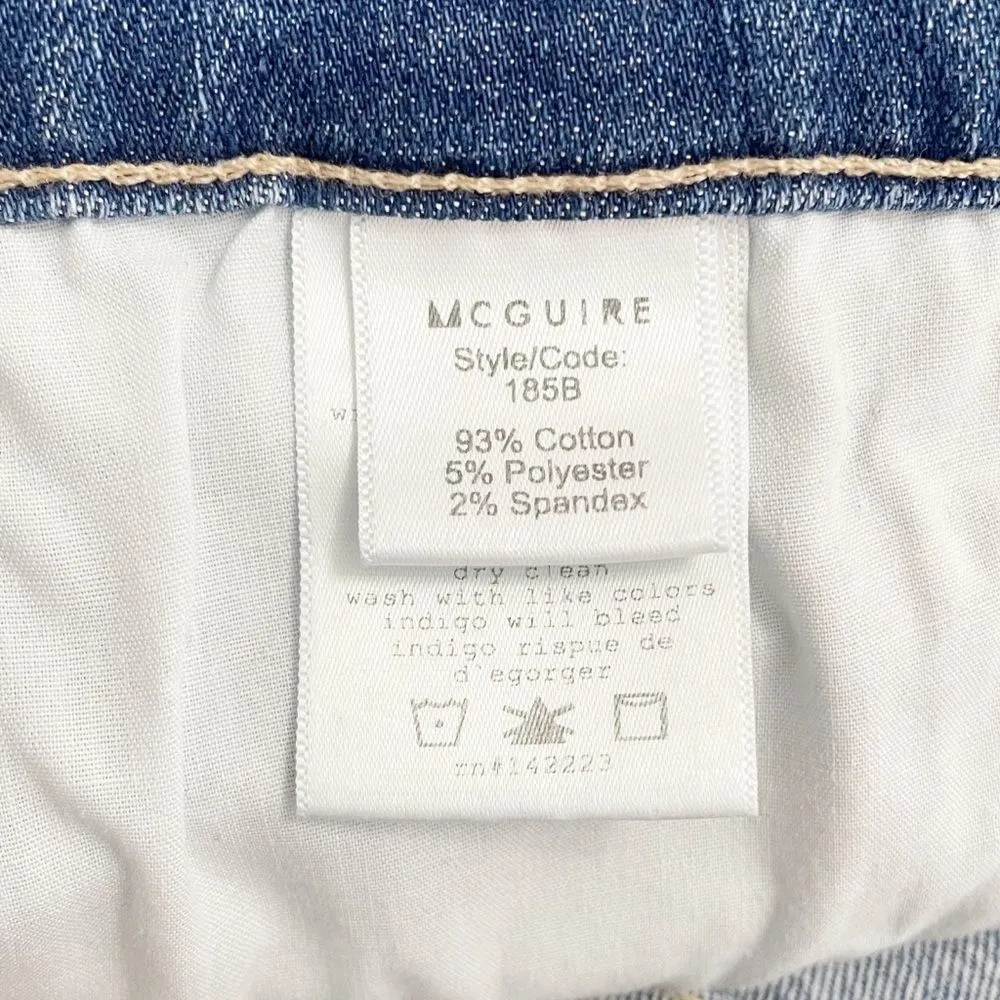 MCGUIRE
Style/Code:
185B
93% Cotton
5% Polyester
2% Spandex
dry clean
wash with like colors
indigo will bleed
indigo rispue de
d'egorger
rn#142223